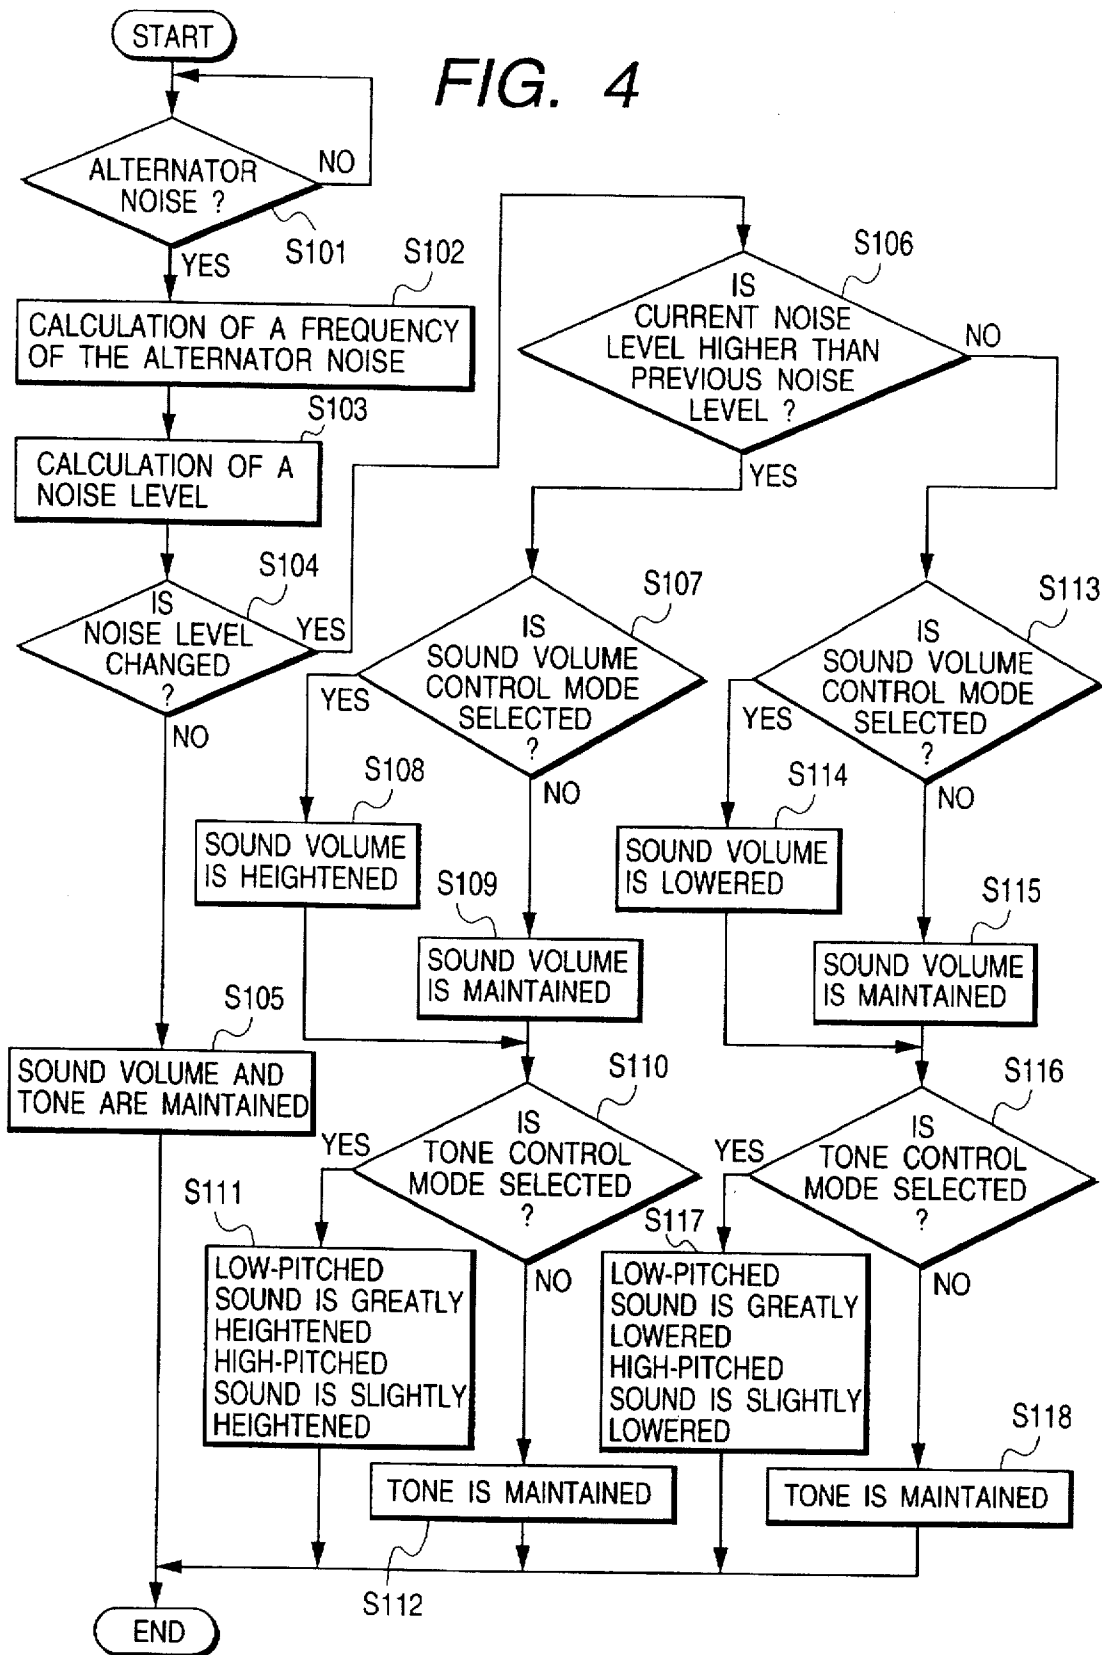 START
FIG. 4
ALTERNATOR
NOISE ?
NO
S101
YES
S102
CALCULATION OF A FREQUENCY
OF THE ALTERNATOR NOISE
S103
CALCULATION OF A
NOISE LEVEL
S104
IS
NOISE LEVEL
CHANGED
?
YES
NO
S105
SOUND VOLUME AND
TONE ARE MAINTAINED
S106
IS
CURRENT NOISE
LEVEL HIGHER THAN
PREVIOUS NOISE
LEVEL ?
NO
YES
S107
IS
SOUND VOLUME
CONTROL MODE
SELECTED
?
YES
NO
S108
SOUND VOLUME
IS HEIGHTENED
S109
SOUND VOLUME
IS MAINTAINED
S110
IS
TONE CONTROL
MODE SELECTED
?
YES
NO
S111
LOW-PITCHED
SOUND IS GREATLY
HEIGHTENED
HIGH-PITCHED
SOUND IS SLIGHTLY
HEIGHTENED
TONE IS MAINTAINED
S112
S113
IS
SOUND VOLUME
CONTROL MODE
SELECTED
?
YES
NO
S114
SOUND VOLUME
IS LOWERED
S115
SOUND VOLUME
IS MAINTAINED
S116
IS
TONE CONTROL
MODE SELECTED
?
YES
NO
S117
LOW-PITCHED
SOUND IS GREATLY
LOWERED
HIGH-PITCHED
SOUND IS SLIGHTLY
LOWERED
S118
TONE IS MAINTAINED
END